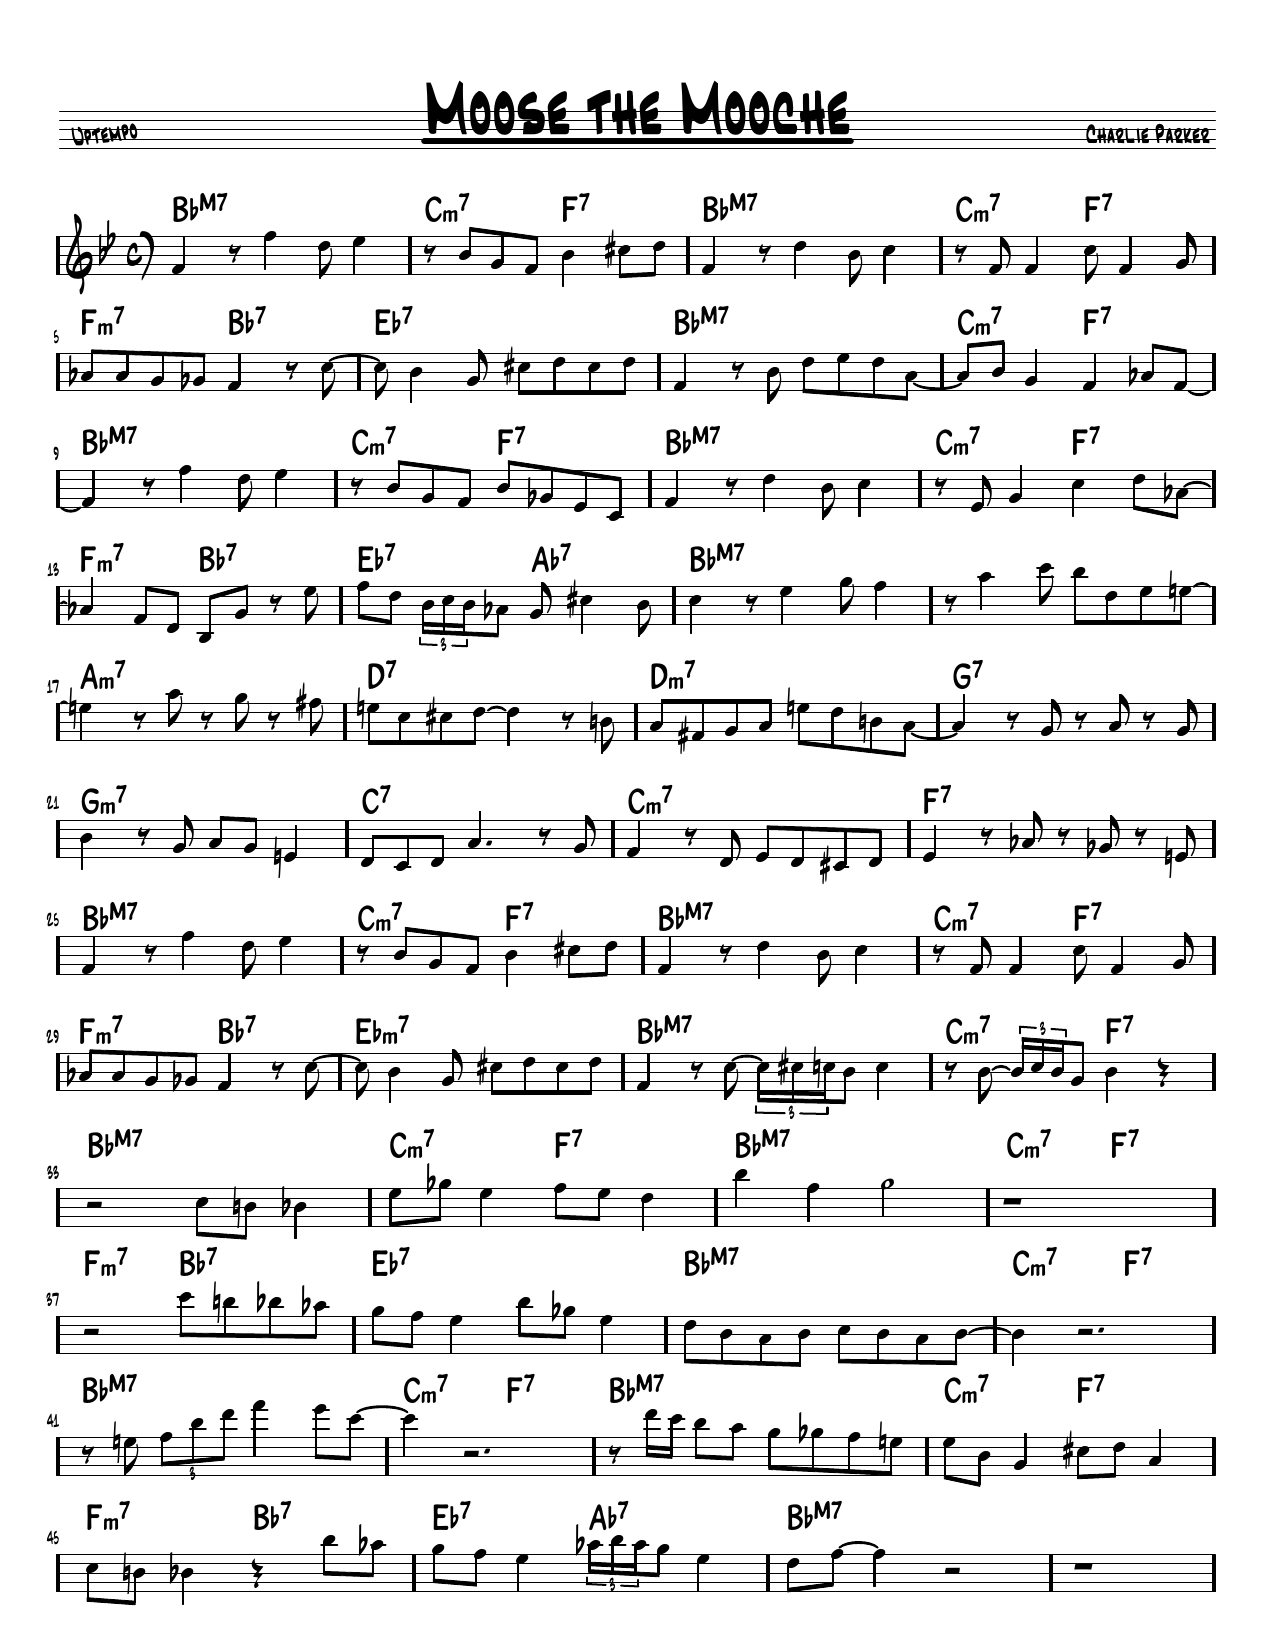 Moose the Mooche
Uptempo
Charlie Parker
B♭M7 Cm7 F7 B♭M7 Cm7 F7
5 Fm7 B♭7 E♭7 B♭M7 Cm7 F7
9 B♭M7 Cm7 F7 B♭M7 Cm7 F7
13 Fm7 B♭7 E♭7 A♭7 B♭M7
3
17 Am7 D7 Dm7 G7
21 Gm7 C7 Cm7 F7
25 B♭M7 Cm7 F7 B♭M7 Cm7 F7
29 Fm7 B♭7 E♭m7 B♭M7 Cm7 F7
3 3
33 B♭M7 Cm7 F7 B♭M7 Cm7 F7
37 Fm7 B♭7 E♭7 B♭M7 Cm7 F7
41 B♭M7 Cm7 F7 B♭M7 Cm7 F7
3
45 Fm7 B♭7 E♭7 A♭7 B♭M7
3